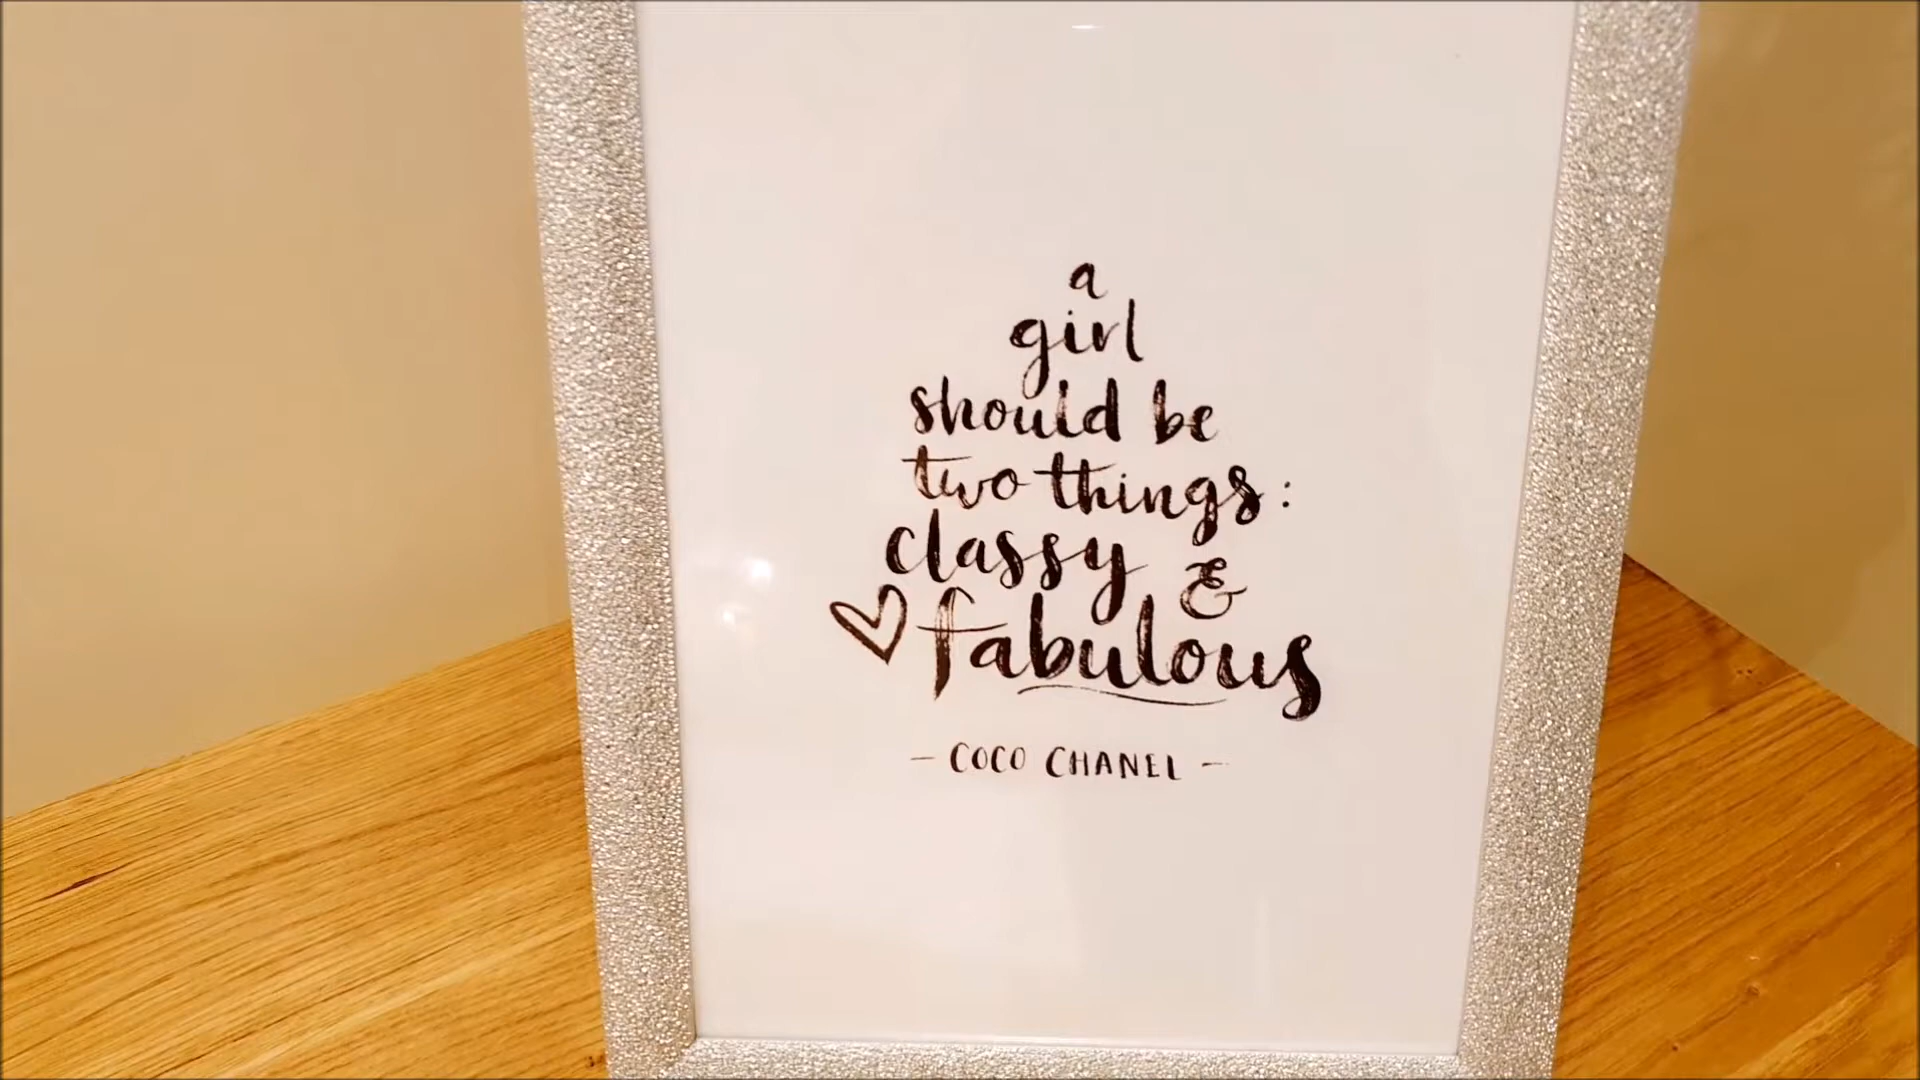 a
girl
should be
two things:
classy &
fabulous
- COCO CHANEL -